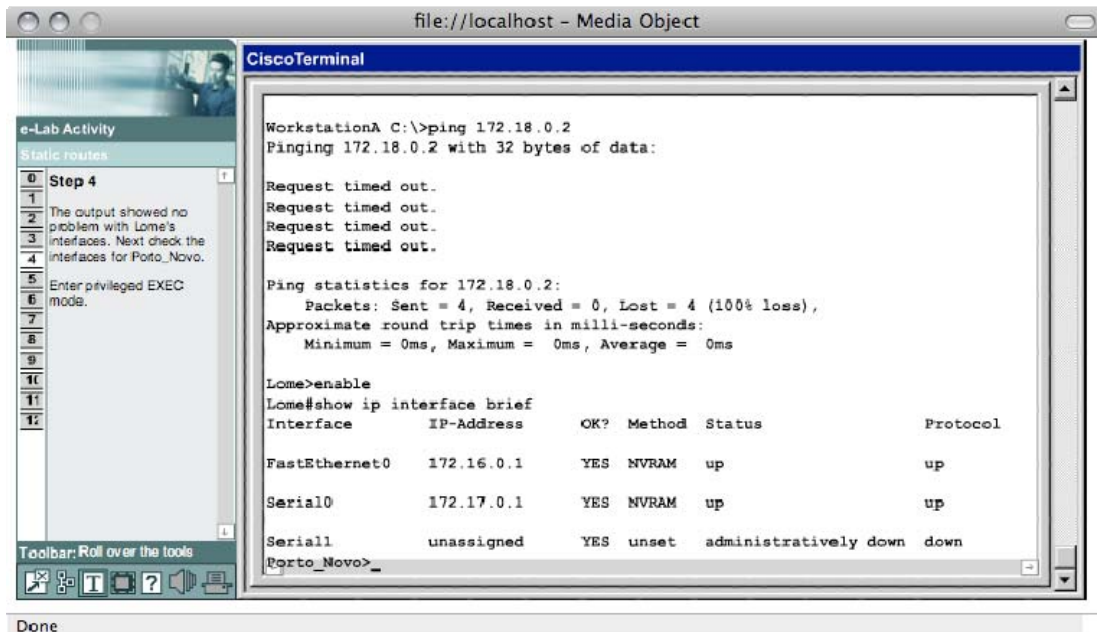 file://localhost – Media Object
e-Lab Activity
Static routes
0
1
2
3
4
5
6
7
8
9
1(
11
12
Step 4
The output showed no
problem with Lome's
interfaces. Next check the
interfaces for Porto_Novo.
Enter privileged EXEC
mode.
Toolbar: Roll over the tools
T
?
CiscoTerminal
WorkstationA C:\>ping 172.18.0.2
Pinging 172.18.0.2 with 32 bytes of data:
Request timed out.
Request timed out.
Request timed out.
Request timed out.
Ping statistics for 172.18.0.2:
Packets: Sent = 4, Received = 0, Lost = 4 (100% loss),
Approximate round trip times in milli-seconds:
Minimum = 0ms, Maximum =  0ms, Average =  0ms
Lome>enable
Lome#show ip interface brief
Interface IP-Address OK? Method Status Protocol
FastEthernet0 172.16.0.1 YES NVRAM up up
Serial0 172.17.0.1 YES NVRAM up up
Serial1 unassigned YES unset administratively down down
Porto_Novo>_
Done